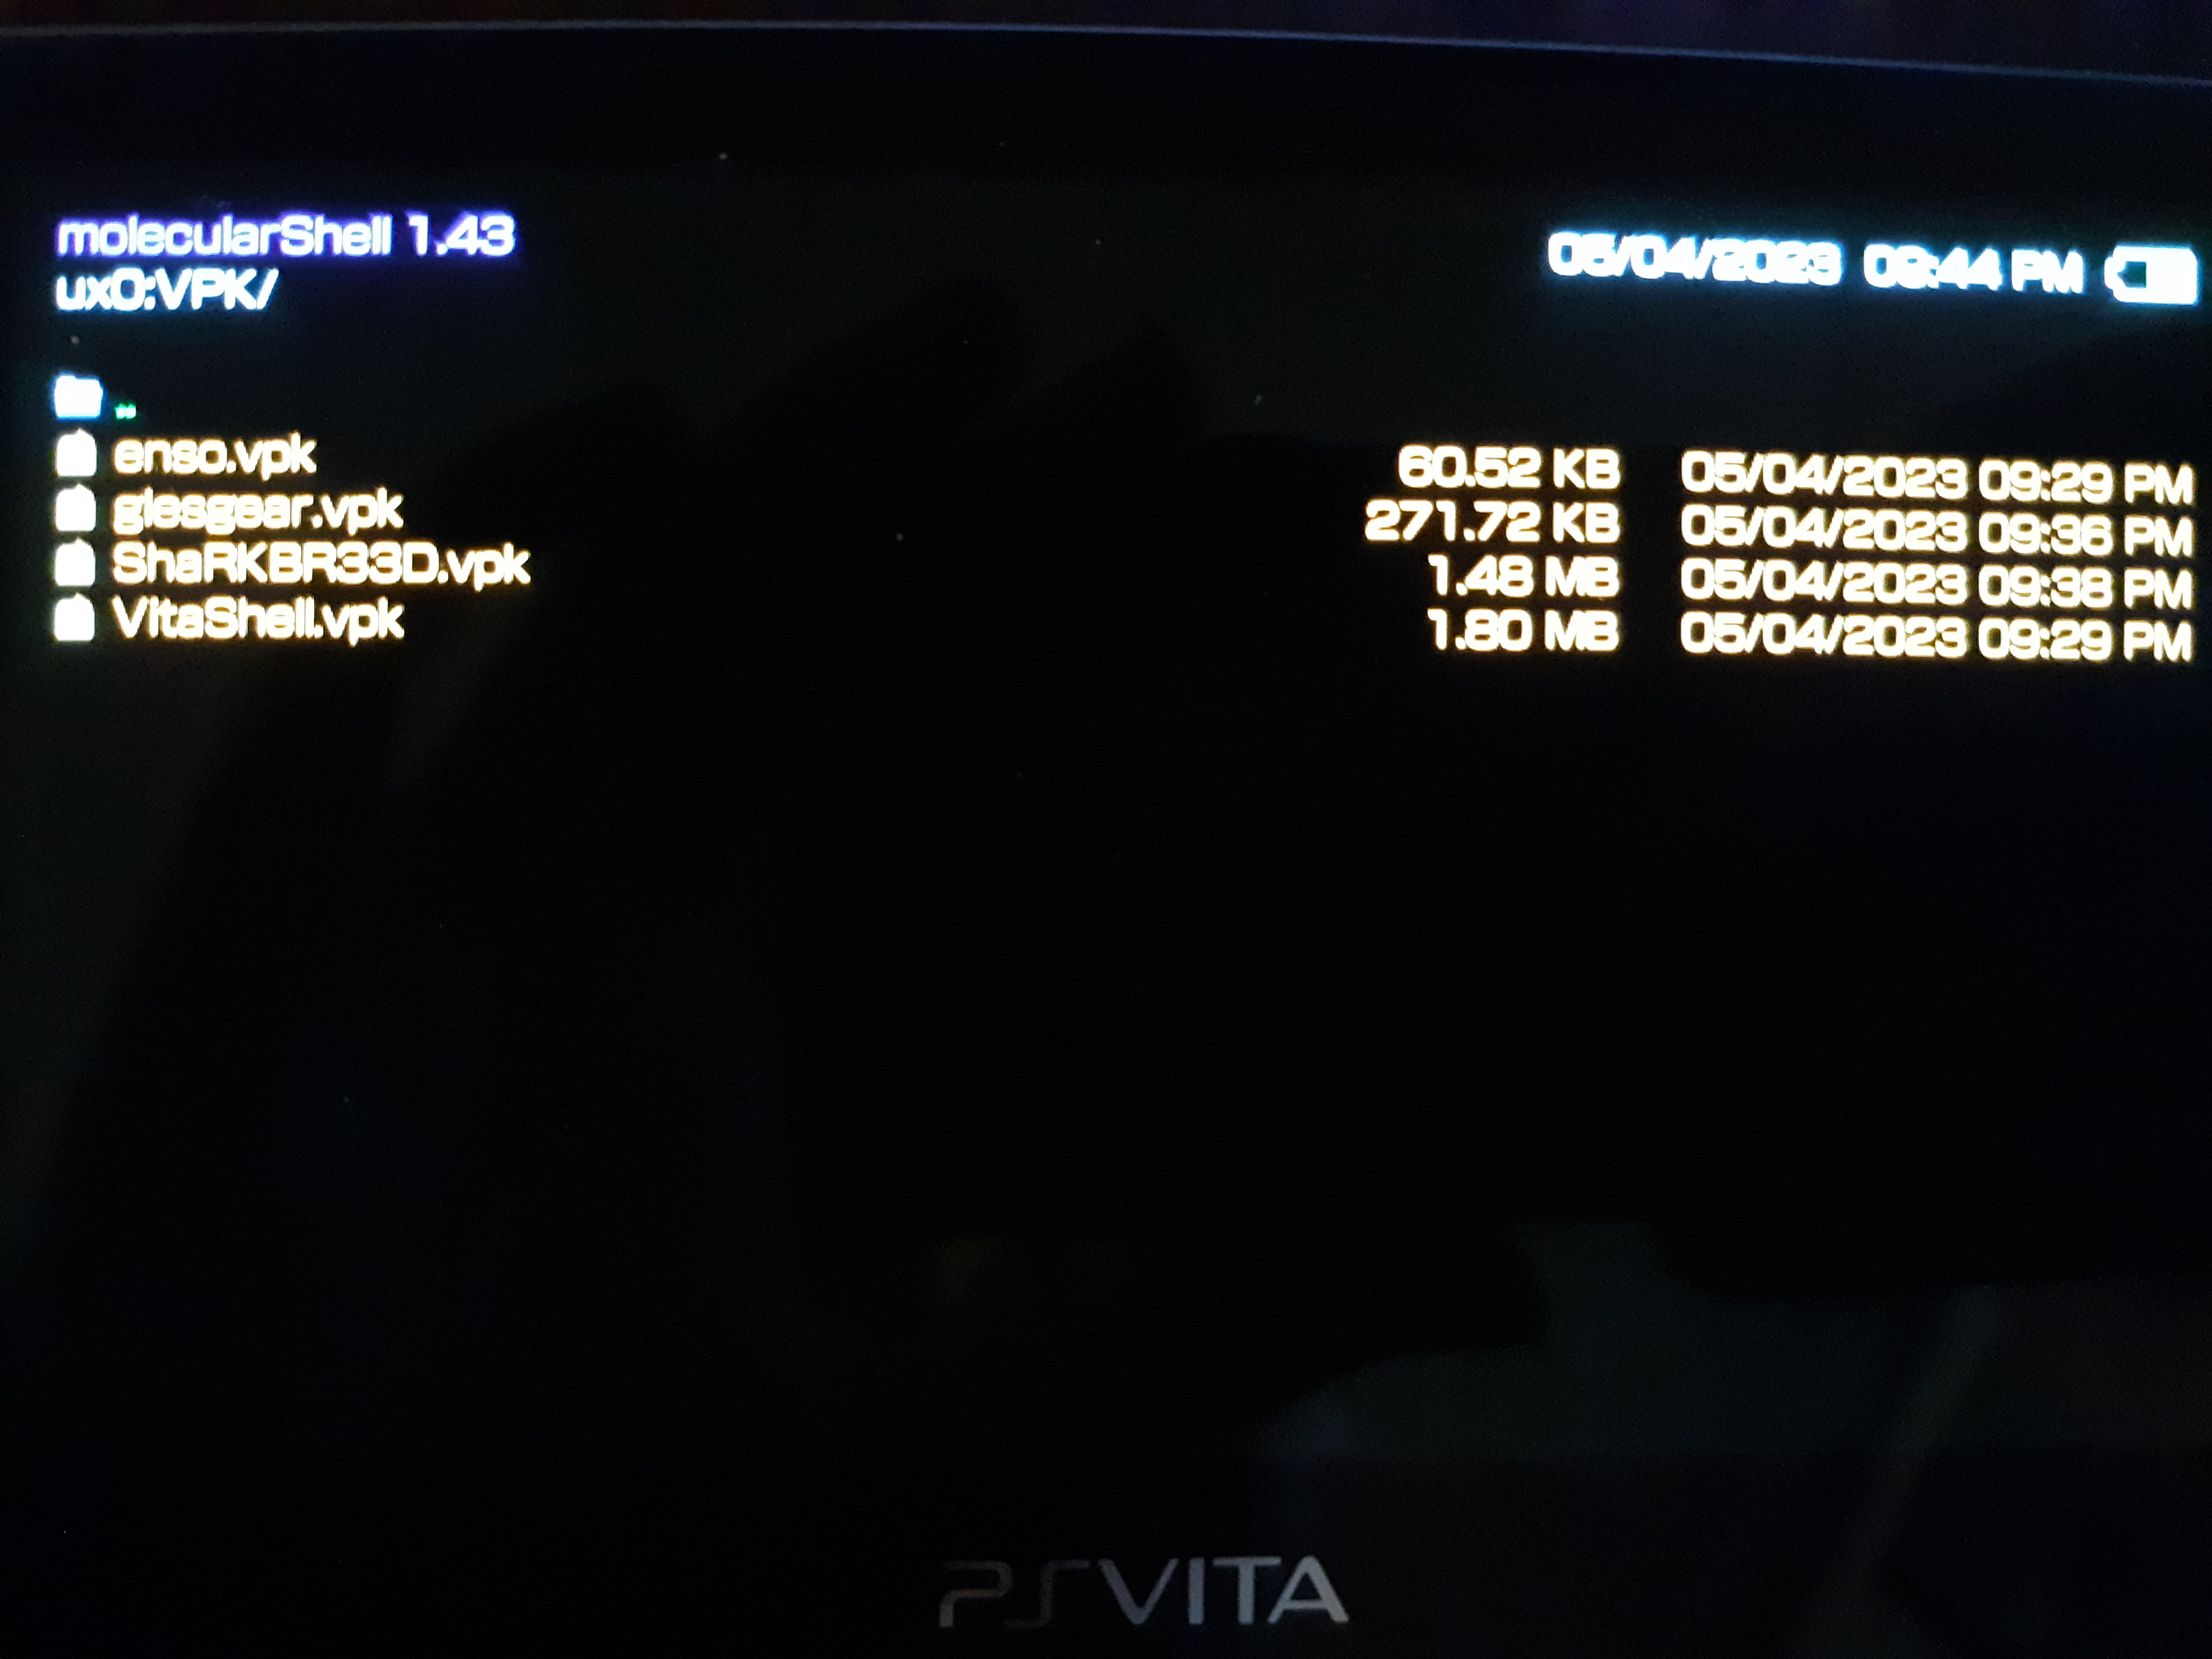 molecularShell 1.43
05/04/2023 09:44 PM
ux0:VPK/
..
enso.vpk 60.52 KB 05/04/2023 09:29 PM
glesgear.vpk 271.72 KB 05/04/2023 09:36 PM
ShaRKBR33D.vpk 1.48 MB 05/04/2023 09:38 PM
VitaShell.vpk 1.80 MB 05/04/2023 09:29 PM
PSVITA